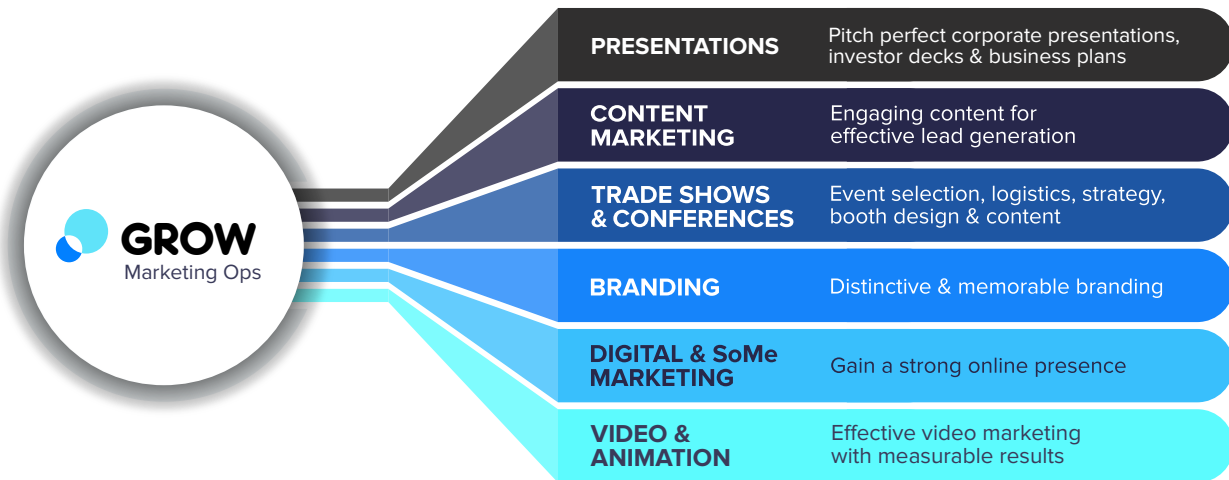 GROW
Marketing Ops
PRESENTATIONS
Pitch perfect corporate presentations,
investor decks & business plans
CONTENT
MARKETING
Engaging content for
effective lead generation
TRADE SHOWS
& CONFERENCES
Event selection, logistics, strategy,
booth design & content
BRANDING
Distinctive & memorable branding
DIGITAL & SoMe
MARKETING
Gain a strong online presence
VIDEO &
ANIMATION
Effective video marketing
with measurable results